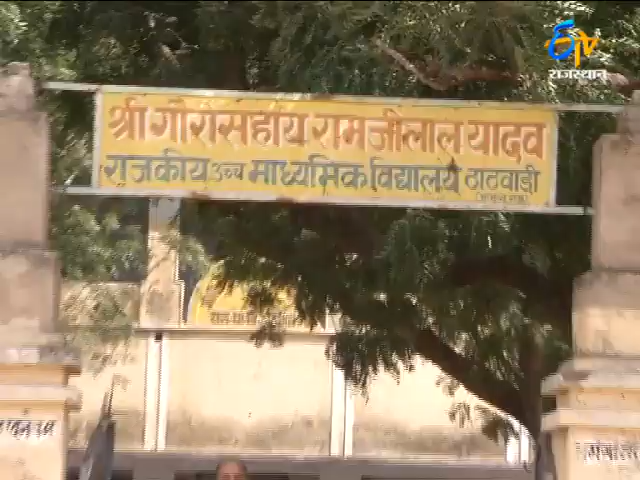 ETV
राजस्थान
श्री गौरीसहाय रामजीलाल यादव
राजकीय उच्च माध्यमिक विद्यालय ठाठवाड़ी